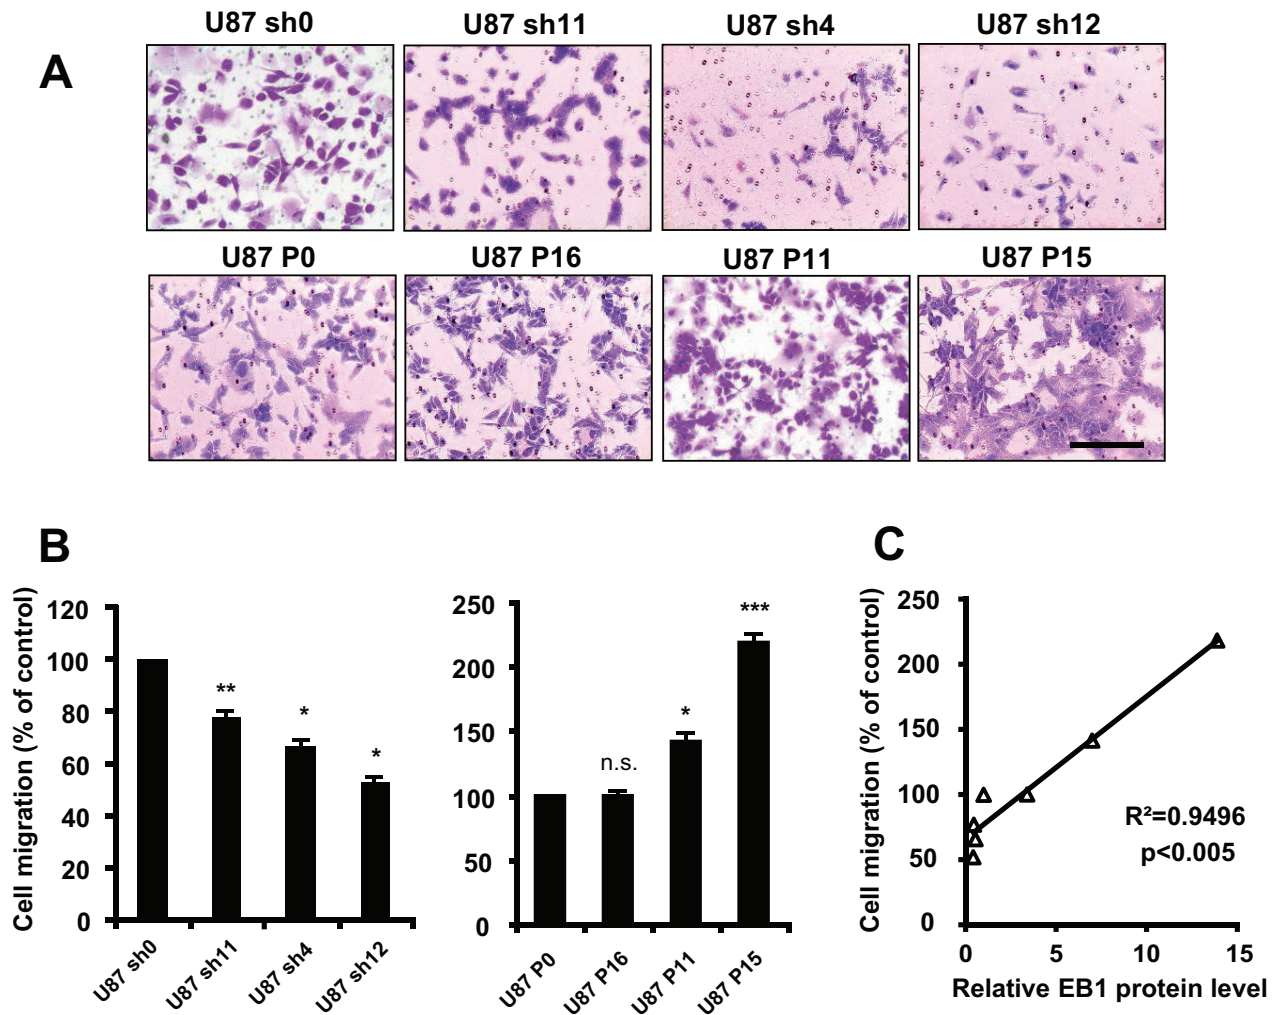 U87 sh0 U87 sh11 U87 sh4 U87 sh12
A
U87 P0 U87 P16 U87 P11 U87 P15
B
Cell migration (% of control)
120
100
80
60
40
20
0
**
*
*
U87 sh0
U87 sh11
U87 sh4
U87 sh12
250
200
150
100
50
0
n.s.
*
***
U87 P0
U87 P16
U87 P11
U87 P15
C
Cell migration (% of control)
250
200
150
100
50
0
R²=0.9496
p<0.005
0 5 10 15
Relative EB1 protein level